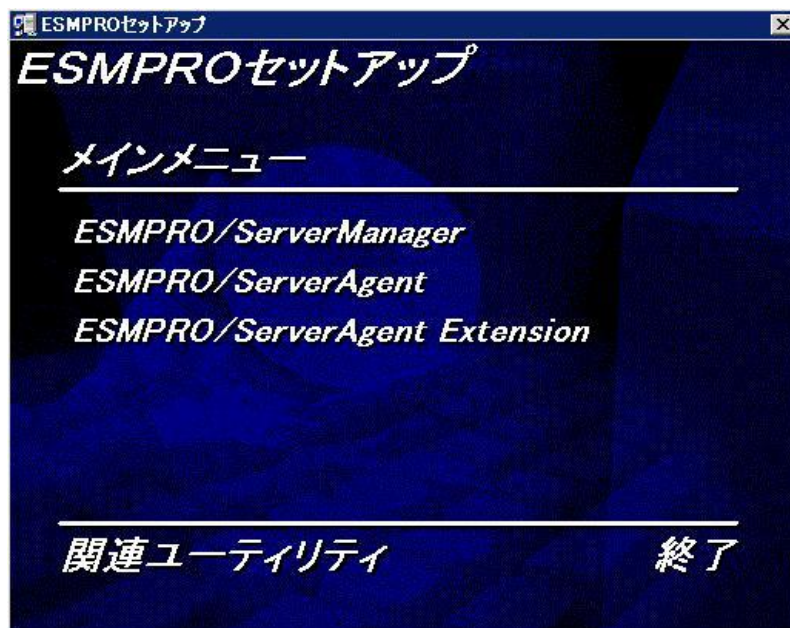 ESMPROセットアップ
ESMPROセットアップ
メインメニュー
ESMPRO/ServerManager
ESMPRO/ServerAgent
ESMPRO/ServerAgent Extension
関連ユーティリティ 終了